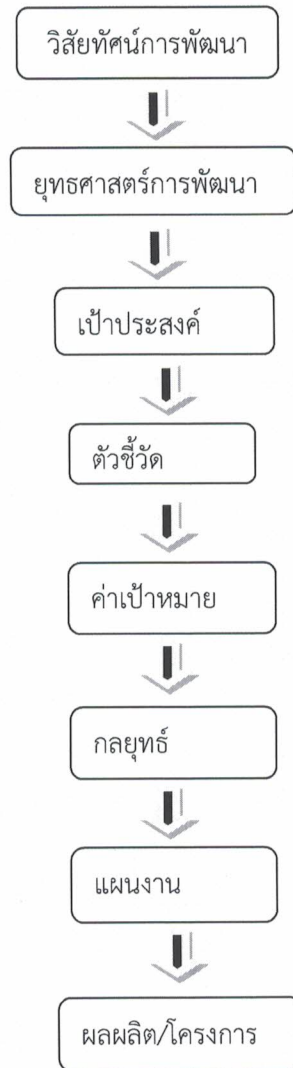 วิสัยทัศน์การพัฒนา
ยุทธศาสตร์การพัฒนา
เป้าประสงค์
ตัวชี้วัด
ค่าเป้าหมาย
กลยุทธ์
แผนงาน
ผลผลิต/โครงการ